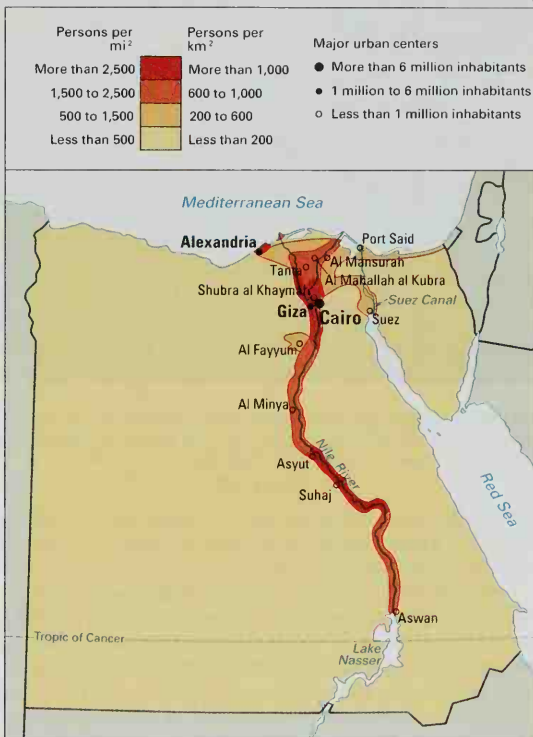 Persons per mi²
Persons per km²
More than 2,500
More than 1,000
1,500 to 2,500
600 to 1,000
500 to 1,500
200 to 600
Less than 500
Less than 200
Major urban centers
More than 6 million inhabitants
1 million to 6 million inhabitants
Less than 1 million inhabitants
Mediterranean Sea
Alexandria
Port Said
Tanta
Al Mansurah
Al Mahallah al Kubra
Shubra al Khaymah
Suez Canal
Giza
Cairo
Suez
Al Fayyum
Al Minya
Nile River
Asyut
Suhaj
Red Sea
Aswan
Tropic of Cancer
Lake
Nasser